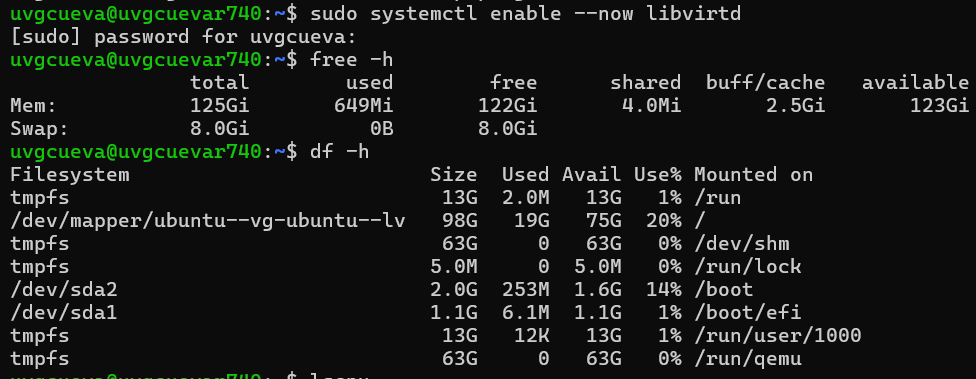 uvgcueva@uvgcuevar740:~$ sudo systemctl enable --now libvirtd
[sudo] password for uvgcueva:
uvgcueva@uvgcuevar740:~$ free -h
total used free shared buff/cache available
Mem: 125Gi 649Mi 122Gi 4.0Mi 2.5Gi 123Gi
Swap: 8.0Gi 0B 8.0Gi
uvgcueva@uvgcuevar740:~$ df -h
Filesystem Size Used Avail Use% Mounted on
tmpfs 13G 2.0M 13G 1% /run
/dev/mapper/ubuntu--vg-ubuntu--lv 98G 19G 75G 20% /
tmpfs 63G 0 63G 0% /dev/shm
tmpfs 5.0M 0 5.0M 0% /run/lock
/dev/sda2 2.0G 253M 1.6G 14% /boot
/dev/sda1 1.1G 6.1M 1.1G 1% /boot/efi
tmpfs 13G 12K 13G 1% /run/user/1000
tmpfs 63G 0 63G 0% /run/qemu
uvgcueva@uvgcuevar740:~$